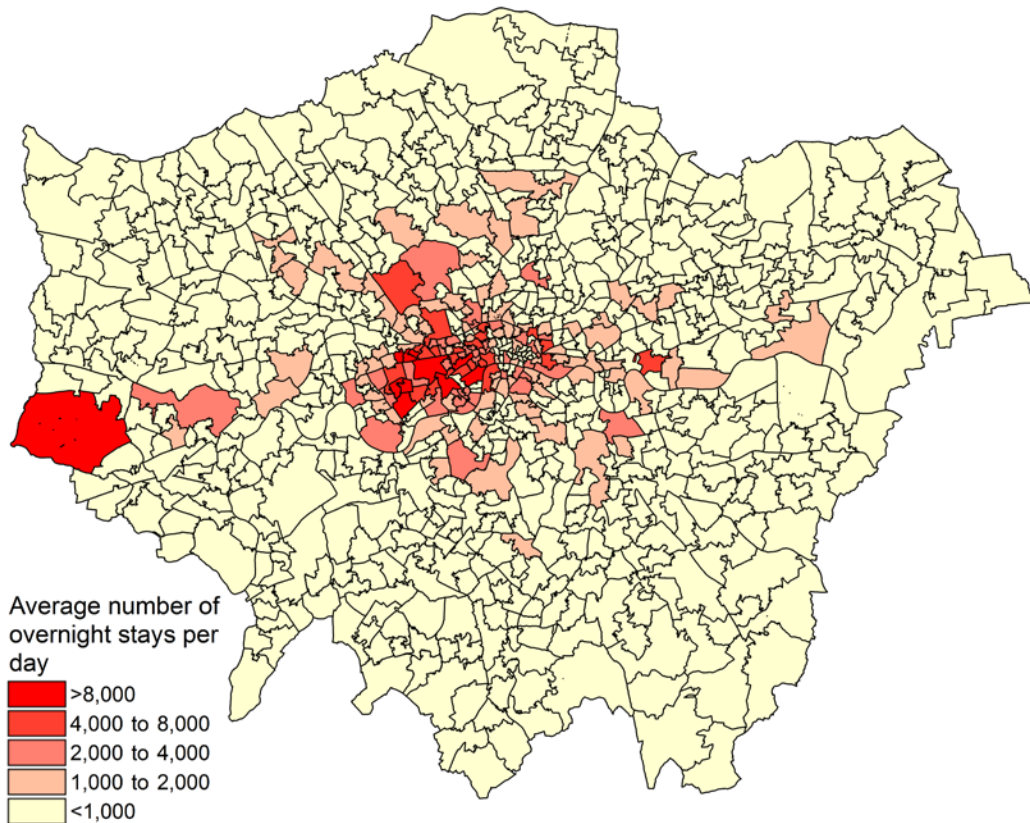 Average number of
overnight stays per
day
>8,000
4,000 to 8,000
2,000 to 4,000
1,000 to 2,000
<1,000